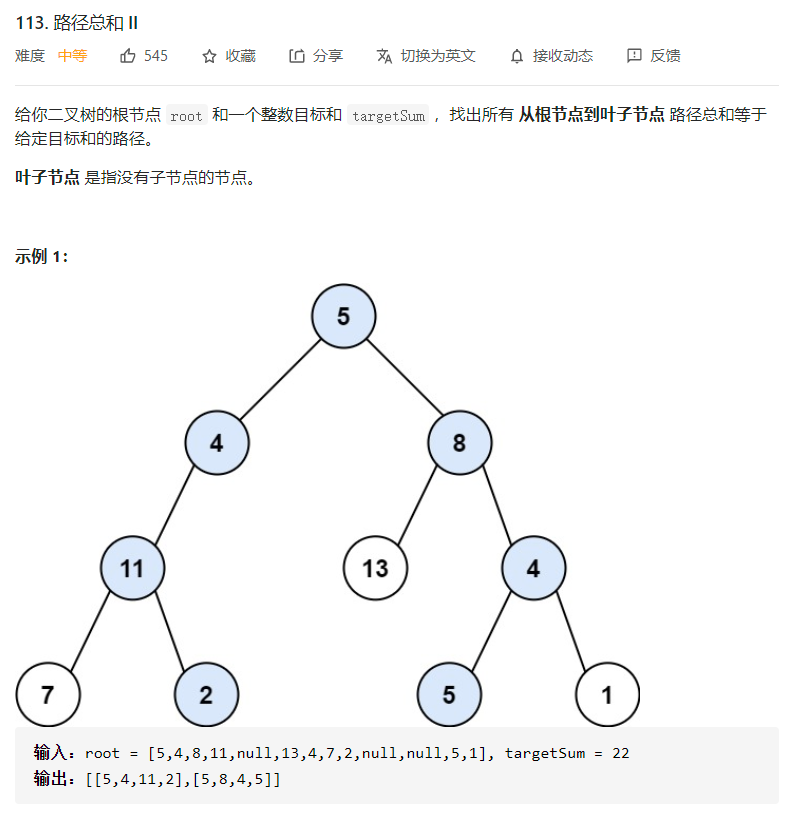 113. 路径总和 II
难度 中等 545 收藏 分享 切换为英文 接收动态 反馈
给你二叉树的根节点 root 和一个整数目标和 targetSum ，找出所有 从根节点到叶子节点 路径总和等于
给定目标和的路径。
叶子节点 是指没有子节点的节点。
示例 1：
5
4 8
11 13 4
7 2 5 1
输入：root = [5,4,8,11,null,13,4,7,2,null,null,5,1], targetSum = 22
输出：[[5,4,11,2],[5,8,4,5]]